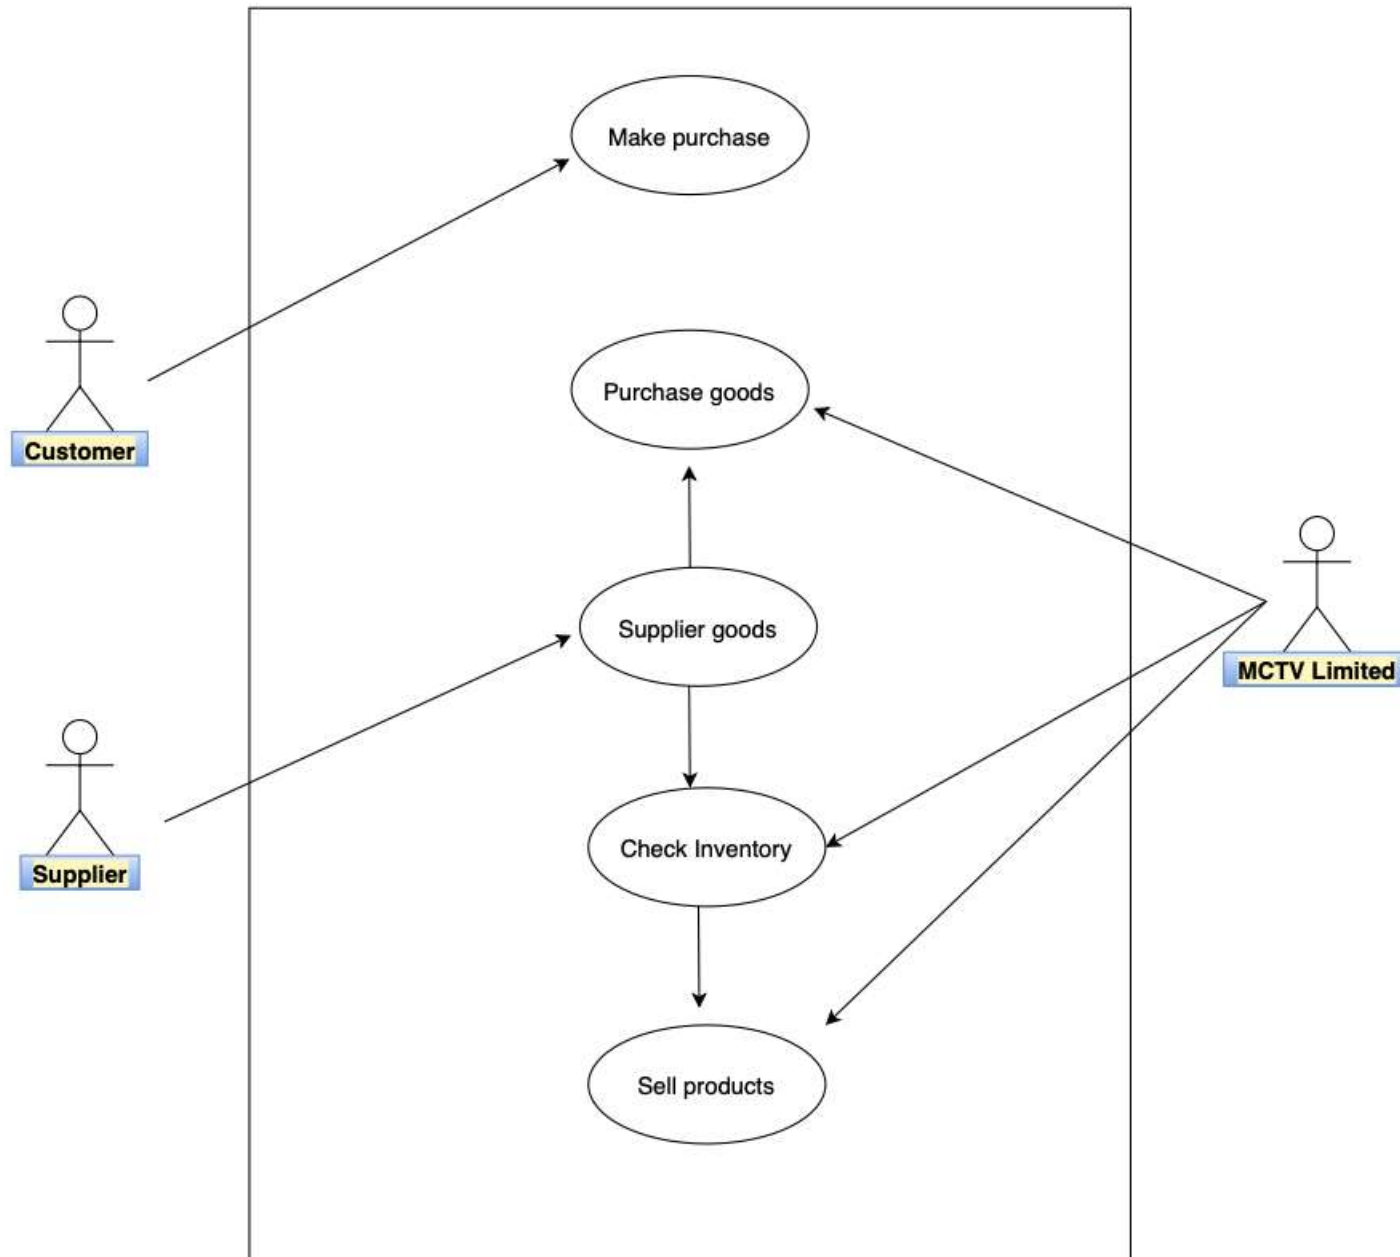 Make purchase
Customer
Purchase goods
Supplier goods
MCTV Limited
Supplier
Check Inventory
Sell products